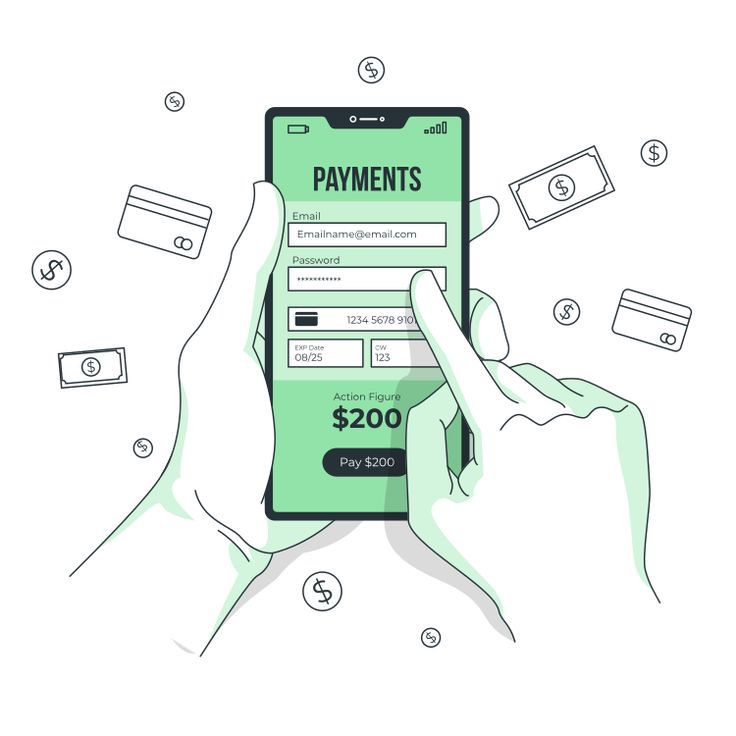 PAYMENTS
Email
Emailname@email.com
Password
***********
1234 5678 910
EXP Date CW
08/25 123
Action Figure
$200
Pay $200